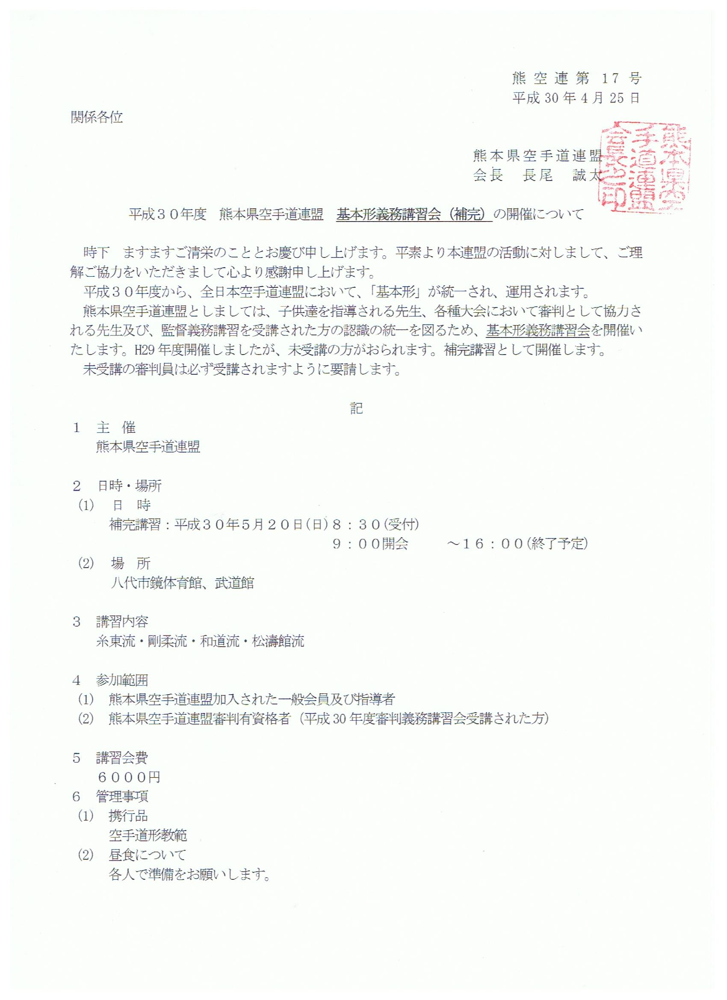 熊空連第 17 号
平成 30 年 4 月 25 日
関係各位
熊本県空手道連盟
会長　長尾　誠太
熊本県空
手道連盟
会長之印
平成３０年度　熊本県空手道連盟　基本形義務講習会（補完）の開催について
時下　ますますご清栄のこととお慶び申し上げます。平素より本連盟の活動に対しまして、ご理
解ご協力をいただきまして心より感謝申し上げます。
平成３０年度から、全日本空手道連盟において、「基本形」が統一され、運用されます。
熊本県空手道連盟としましては、子供達を指導される先生、各種大会において審判として協力さ
れる先生及び、監督義務講習を受講された方の認識の統一を図るため、基本形義務講習会を開催い
たします。H29 年度開催しましたが、未受講の方がおられます。補完講習として開催します。
未受講の審判員は必ず受講されますように要請します。
記
１　主　催
熊本県空手道連盟
２　日時・場所
(1)　日　時
補完講習：平成３０年５月２０日(日)８：３０(受付)
９：００開会　　　～１６：００(終了予定)
(2)　場　所
八代市鏡体育館、武道館
３　講習内容
糸東流・剛柔流・和道流・松濤館流
４　参加範囲
(1)　熊本県空手道連盟加入された一般会員及び指導者
(2)　熊本県空手道連盟審判有資格者（平成 30 年度審判義務講習会受講された方）
５　講習会費
６０００円
６　管理事項
(1)　携行品
空手道形教範
(2)　昼食について
各人で準備をお願いします。